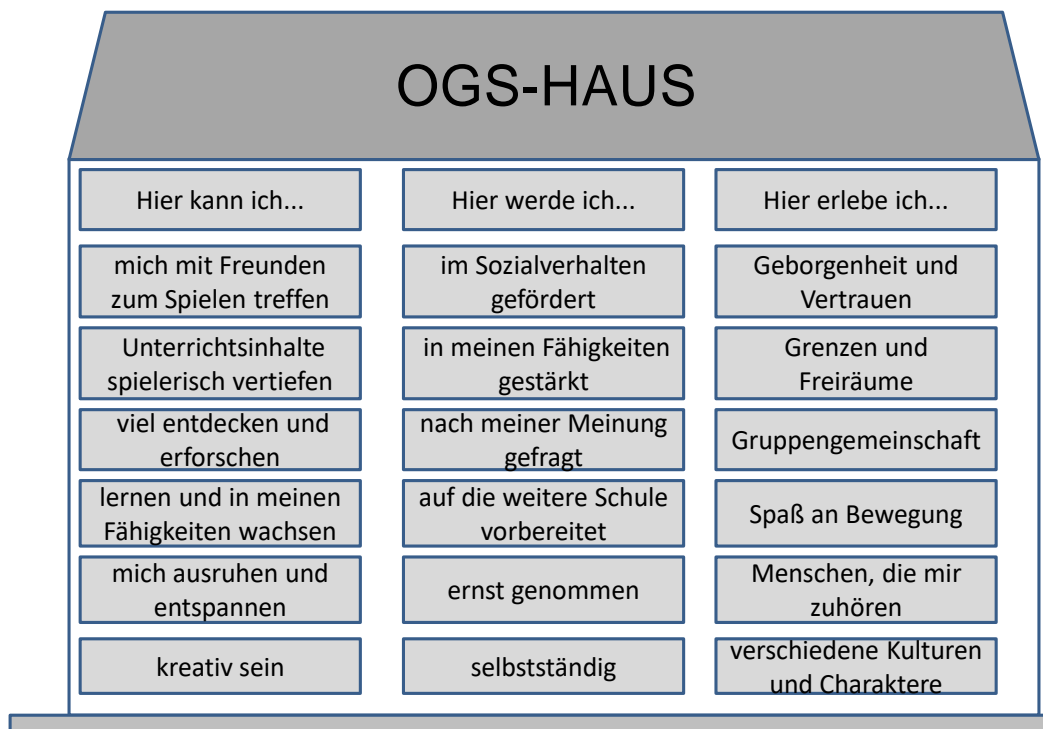 OGS-HAUS
Hier kann ich...
mich mit Freunden
zum Spielen treffen
Unterrichtsinhalte
spielerisch vertiefen
viel entdecken und
erforschen
lernen und in meinen
Fähigkeiten wachsen
mich ausruhen und
entspannen
kreativ sein
Hier werde ich...
im Sozialverhalten
gefördert
in meinen Fähigkeiten
gestärkt
nach meiner Meinung
gefragt
auf die weitere Schule
vorbereitet
ernst genommen
selbstständig
Hier erlebe ich...
Geborgenheit und
Vertrauen
Grenzen und
Freiräume
Gruppengemeinschaft
Spaß an Bewegung
Menschen, die mir
zuhören
verschiedene Kulturen
und Charaktere